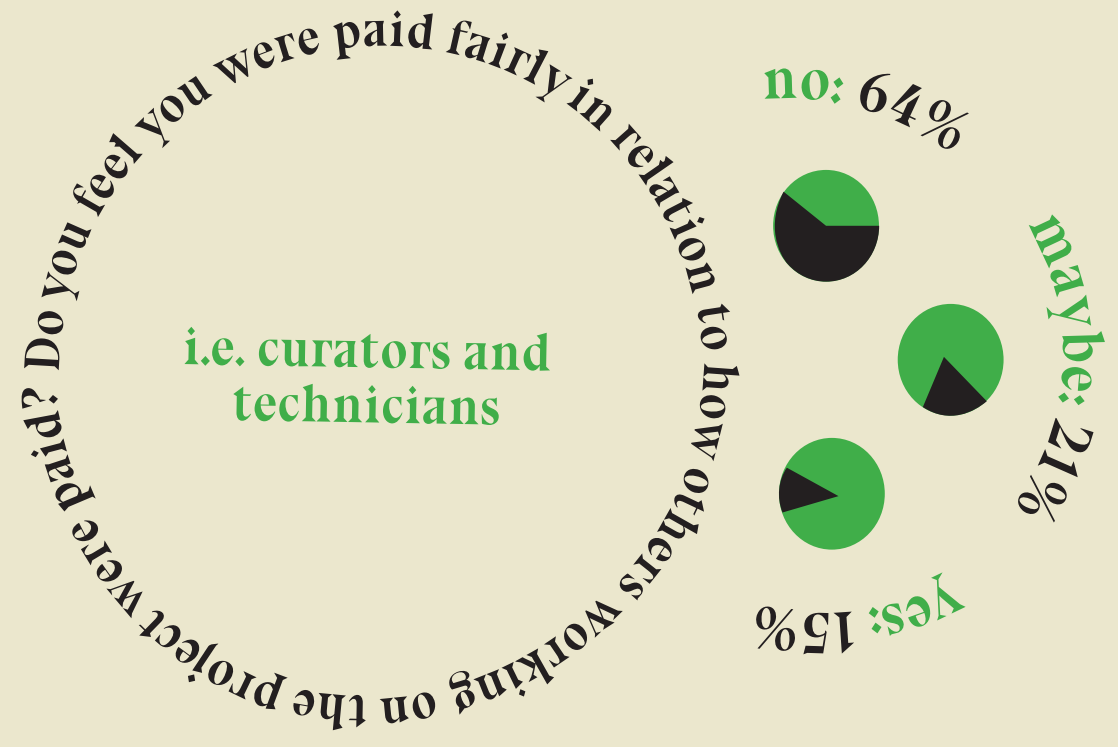 Do you feel you were paid fairly in relation to how others working on the project were paid?
i.e. curators and
technicians
no: 64%
maybe: 21%
yes: 15%